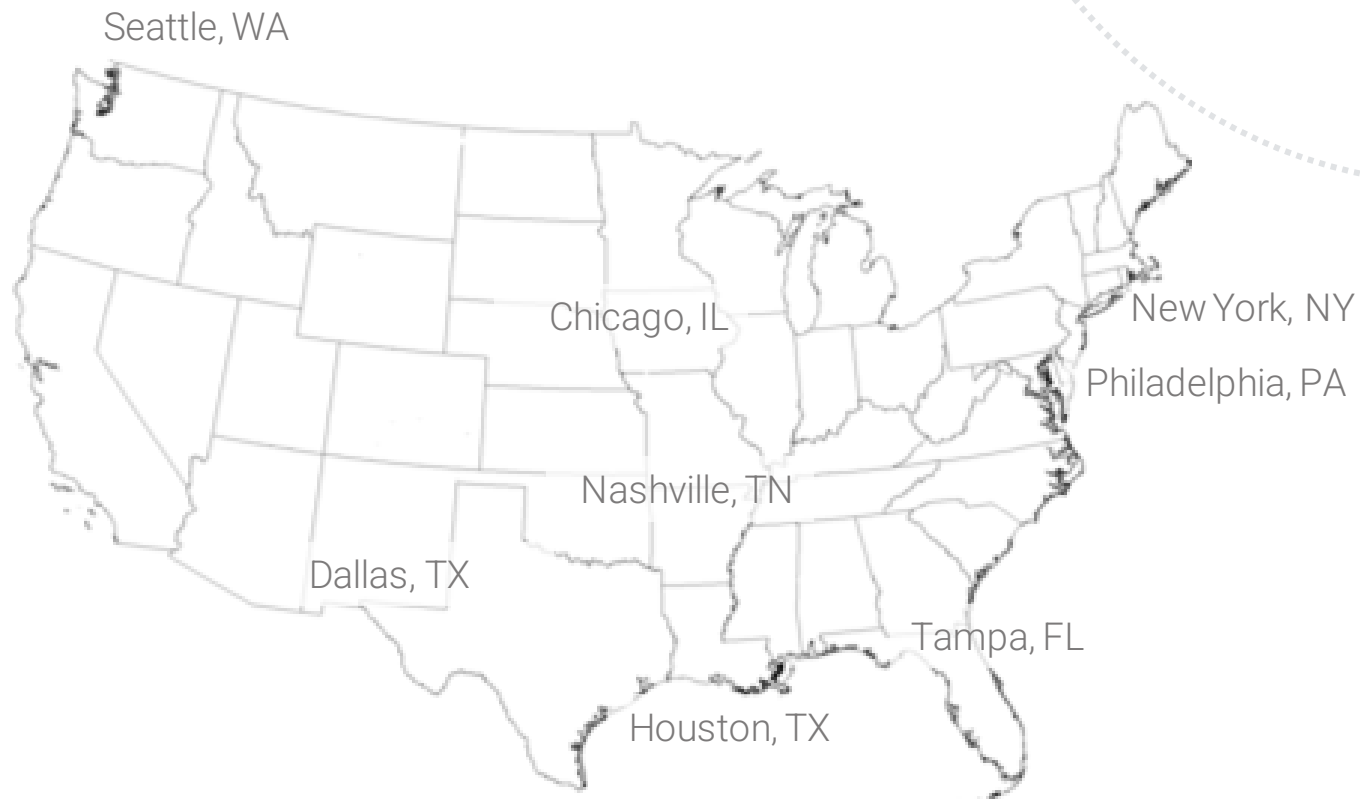 Seattle, WA
Chicago, IL
New York, NY
Philadelphia, PA
Nashville, TN
Dallas, TX
Tampa, FL
Houston, TX